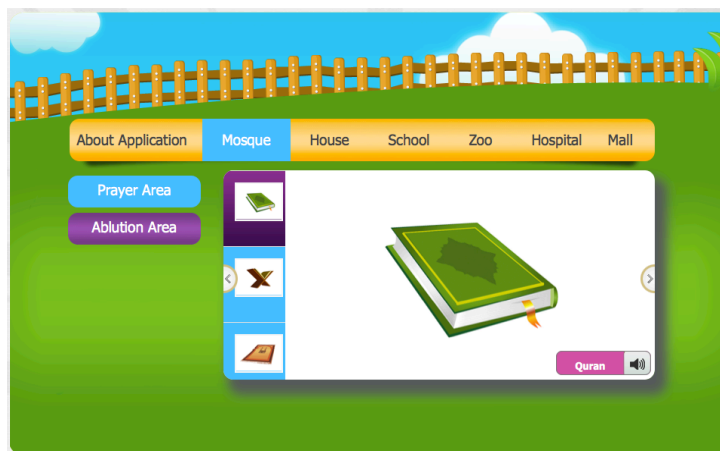 About Application Mosque House School Zoo Hospital Mall
Prayer Area
Ablution Area
Quran